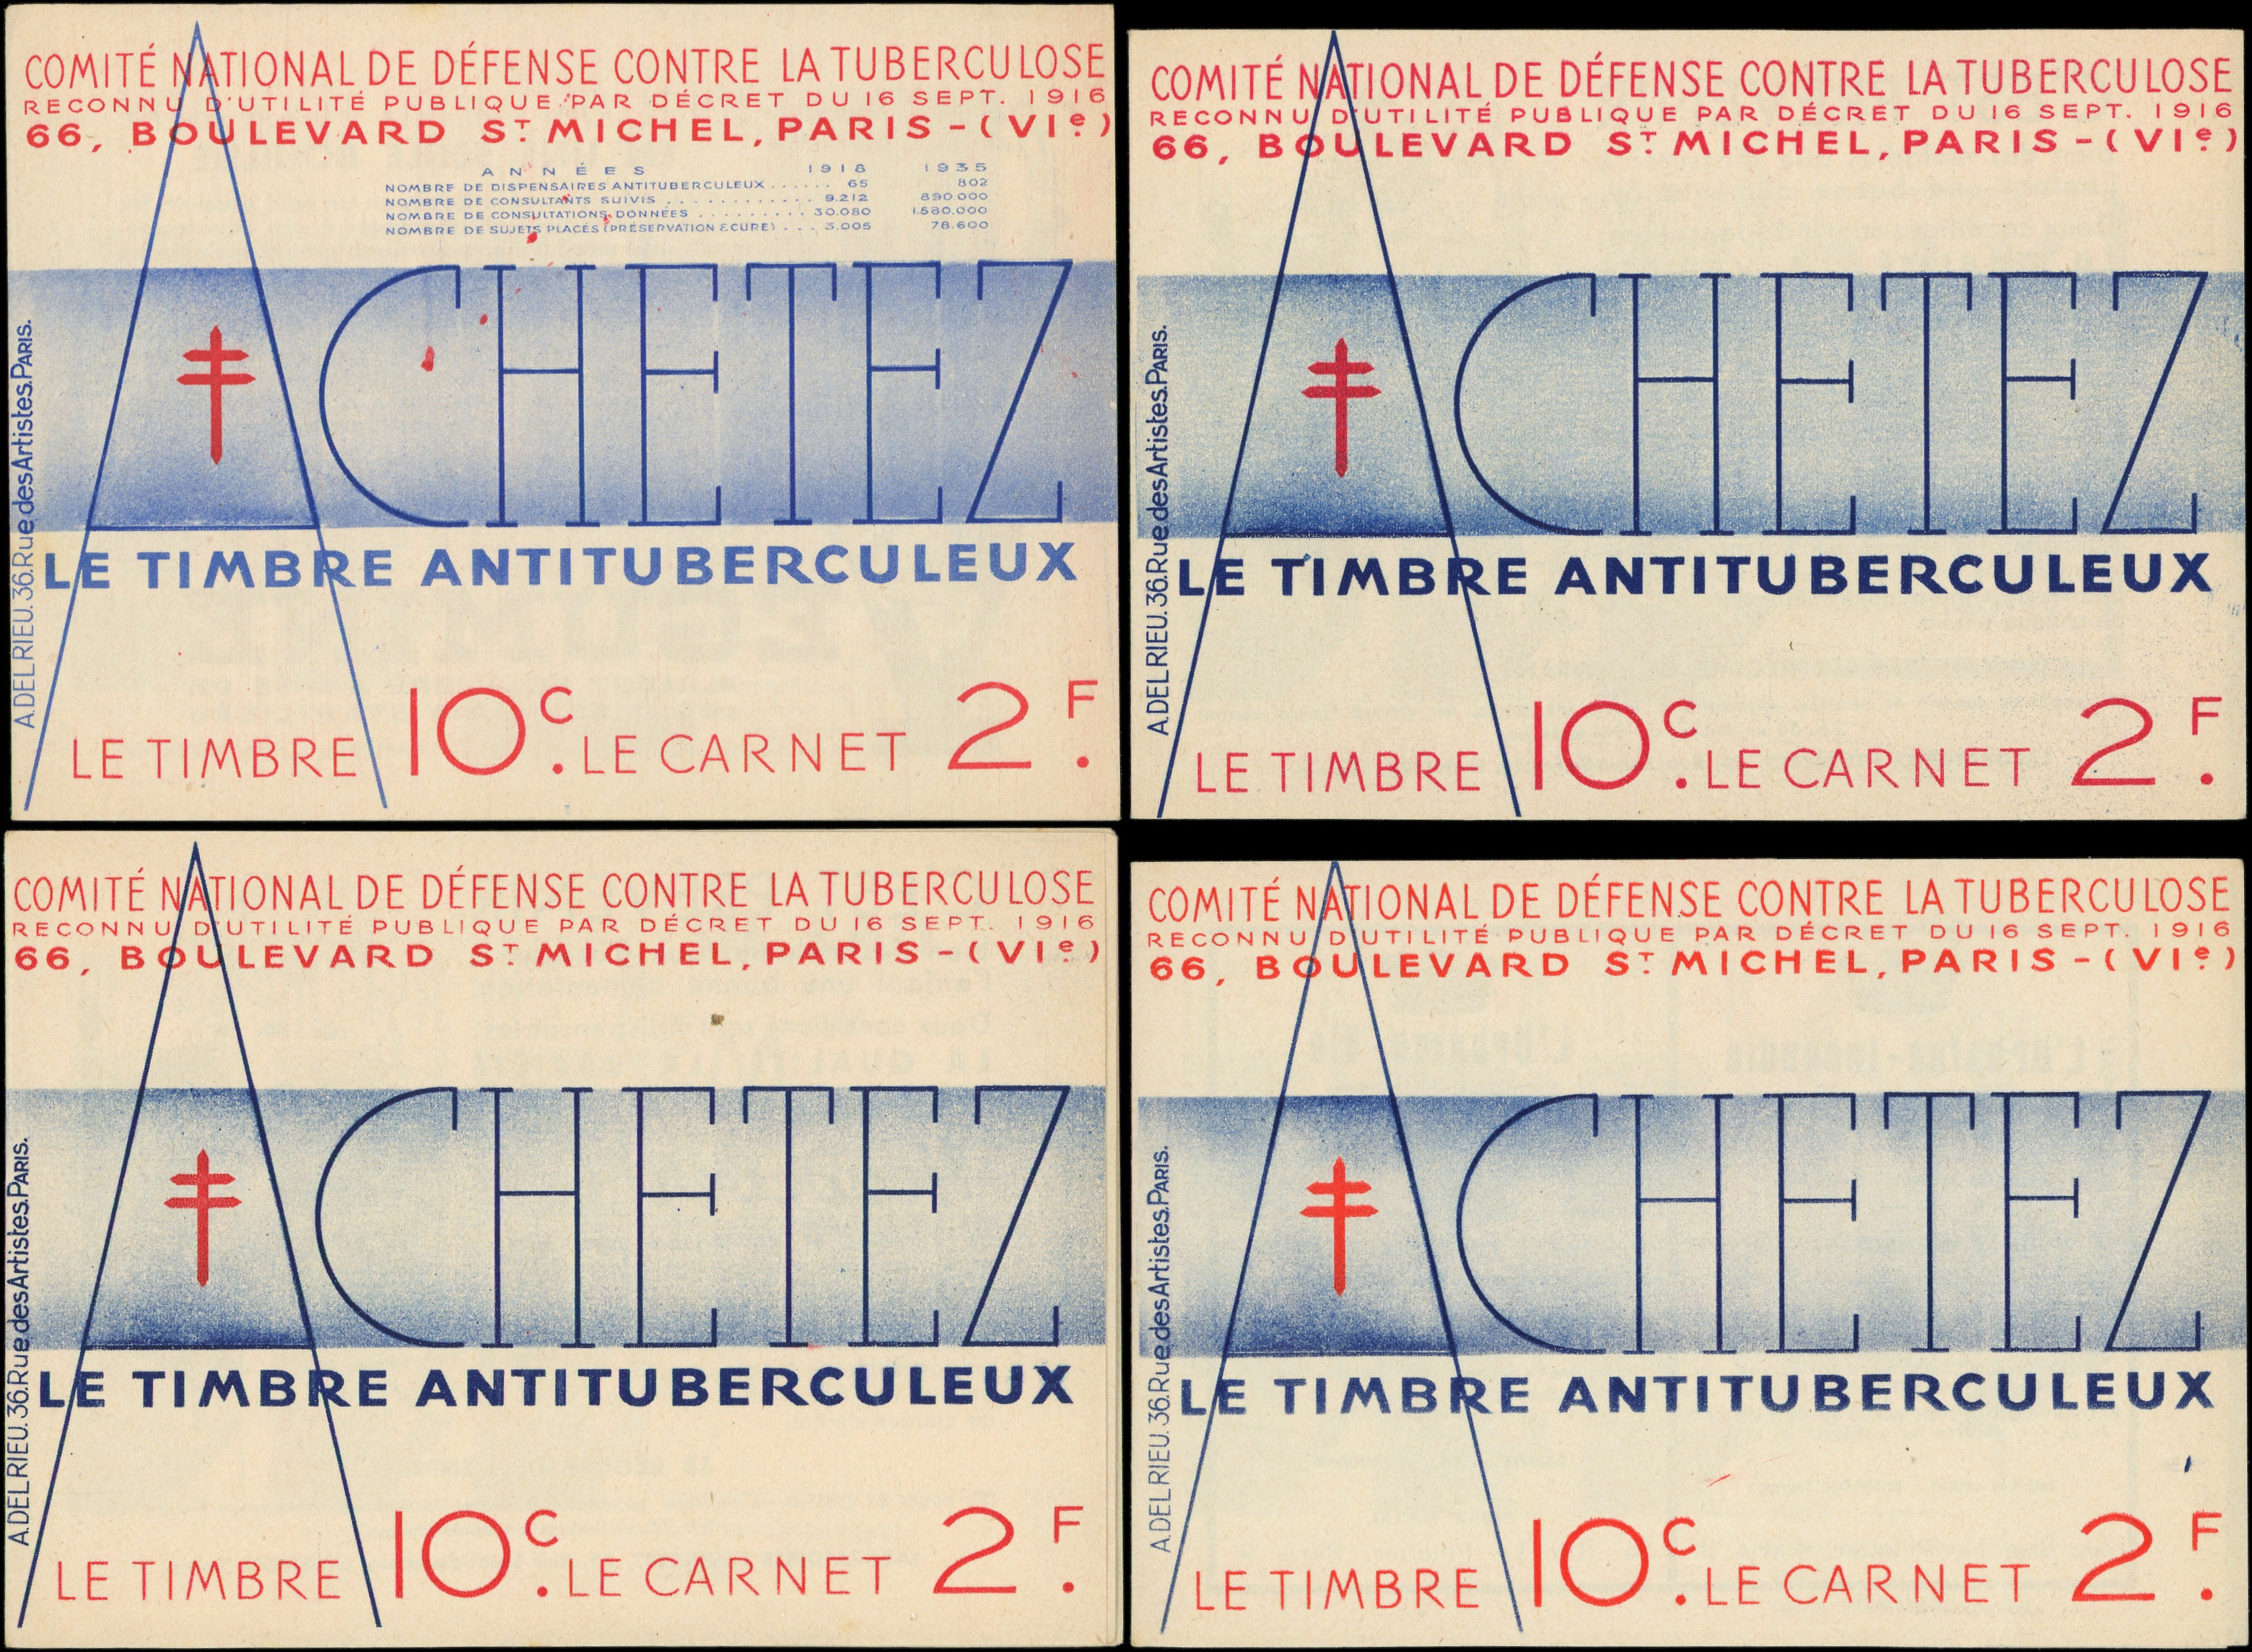 COMITÉ NATIONAL DE DÉFENSE CONTRE LA TUBERCULOSE
RECONNU D'UTILITÉ PUBLIQUE PAR DÉCRET DU 16 SEPT. 1916
66, BOULEVARD ST MICHEL, PARIS - (VIe)
ANNÉES 1918 1935
NOMBRE DE DISPENSAIRES ANTITUBERCULEUX ...... 65 802
NOMBRE DE CONSULTANTS SUIVIS ............ 9.212 890.000
NOMBRE DE CONSULTATIONS DONNÉES ......... 30.080 1.580.000
NOMBRE DE SUJETS PLACÉS (PRÉSERVATION & CURE) ... 3.005 78.600
ACHETEZ
LE TIMBRE ANTITUBERCULEUX
LE TIMBRE 10C. LE CARNET 2F.
A.DELRIEU.36.Rue des Artistes.PARIS.
COMITÉ NATIONAL DE DÉFENSE CONTRE LA TUBERCULOSE
RECONNU D'UTILITÉ PUBLIQUE PAR DÉCRET DU 16 SEPT. 1916
66, BOULEVARD ST MICHEL, PARIS - (VIe)
ACHETEZ
LE TIMBRE ANTITUBERCULEUX
LE TIMBRE 10C. LE CARNET 2F.
A.DELRIEU.36.Rue des Artistes.PARIS.
COMITÉ NATIONAL DE DÉFENSE CONTRE LA TUBERCULOSE
RECONNU D'UTILITÉ PUBLIQUE PAR DÉCRET DU 16 SEPT. 1916
66, BOULEVARD ST MICHEL, PARIS - (VIe)
ACHETEZ
LE TIMBRE ANTITUBERCULEUX
LE TIMBRE 10C. LE CARNET 2F.
A.DELRIEU.36.Rue des Artistes.PARIS.
COMITÉ NATIONAL DE DÉFENSE CONTRE LA TUBERCULOSE
RECONNU D'UTILITÉ PUBLIQUE PAR DÉCRET DU 16 SEPT. 1916
66, BOULEVARD ST MICHEL, PARIS - (VIe)
ACHETEZ
LE TIMBRE ANTITUBERCULEUX
LE TIMBRE 10C. LE CARNET 2F.
A.DELRIEU.36.Rue des Artistes.PARIS.